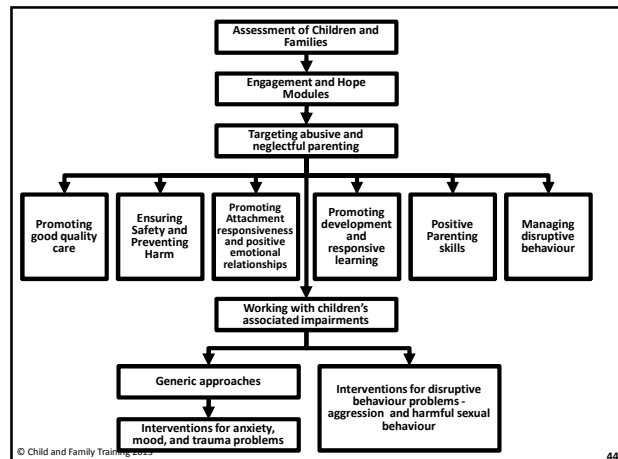 Assessment of Children and
Families
Engagement and Hope
Modules
Targeting abusive and
neglectful parenting
Promoting
good quality
care
Ensuring
Safety and
Preventing
Harm
Promoting
Attachment
responsiveness
and positive
emotional
relationships
Promoting
development
and
responsive
learning
Positive
Parenting
skills
Managing
disruptive
behaviour
Working with children's
associated impairments
Generic approaches
Interventions for disruptive
behaviour problems -
aggression and harmful sexual
behaviour
Interventions for anxiety,
mood, and trauma problems
© Child and Family Training
44